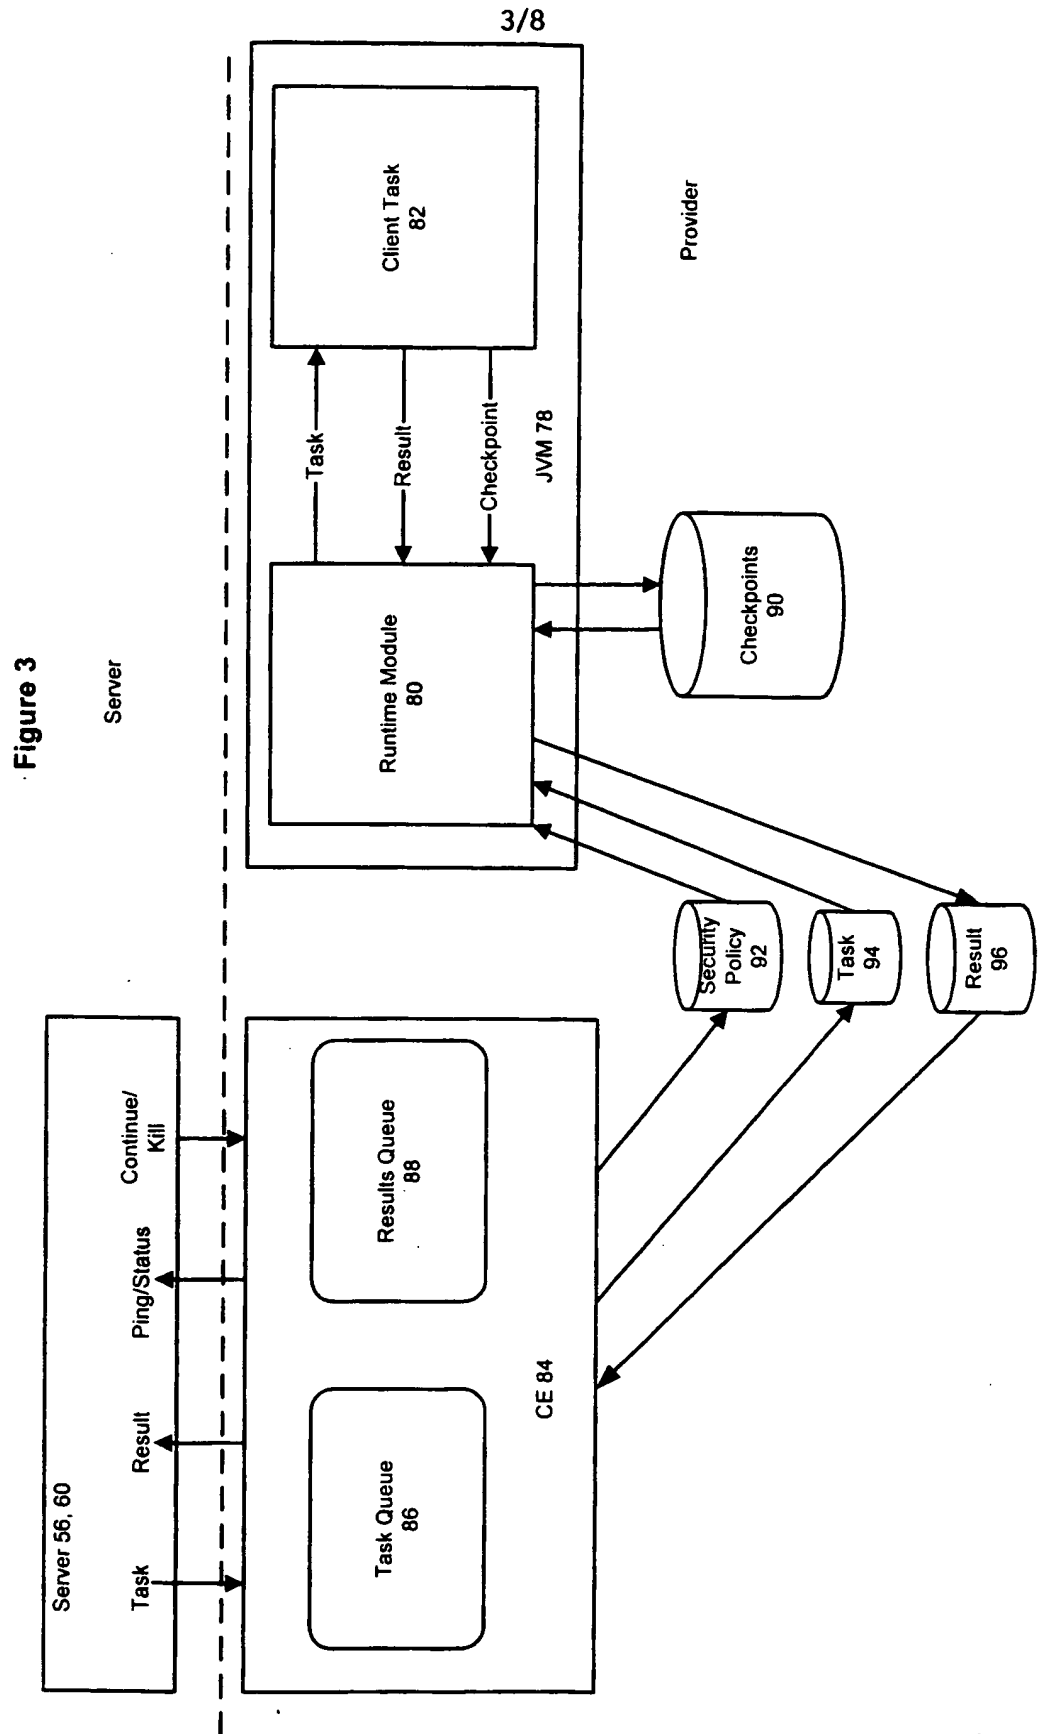 3/8
Figure 3
Server
Server 56, 60
Task
Result
Ping/Status
Continue/
Kill
Task Queue
86
Results Queue
88
CE 84
Runtime Module
80
Task
Result
Checkpoint
Client Task
82
JVM 78
Security
Policy
92
Task
94
Result
96
Checkpoints
90
Provider